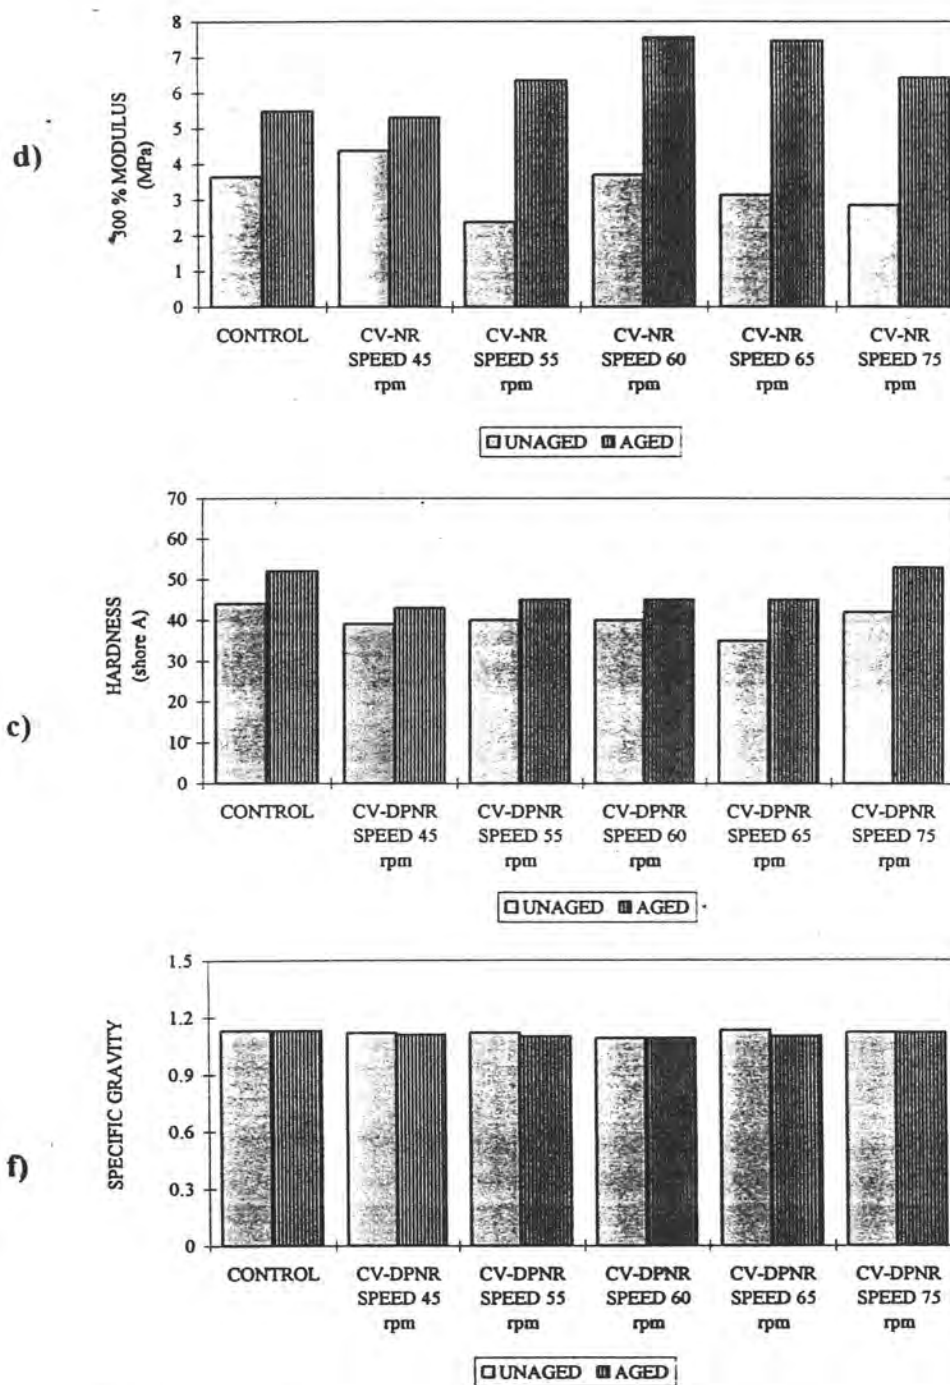 d)
300 % MODULUS
(MPa)
8
7
6
5
4
3
2
1
0
CONTROL
CV-NR
SPEED 45
rpm
CV-NR
SPEED 55
rpm
CV-NR
SPEED 60
rpm
CV-NR
SPEED 65
rpm
CV-NR
SPEED 75
rpm
UNAGED AGED
c)
HARDNESS
(shore A)
70
60
50
40
30
20
10
0
CONTROL
CV-DPNR
SPEED 45
rpm
CV-DPNR
SPEED 55
rpm
CV-DPNR
SPEED 60
rpm
CV-DPNR
SPEED 65
rpm
CV-DPNR
SPEED 75
rpm
UNAGED AGED
f)
SPECIFIC GRAVITY
1.5
1.2
0.9
0.6
0.3
0
CONTROL
CV-DPNR
SPEED 45
rpm
CV-DPNR
SPEED 55
rpm
CV-DPNR
SPEED 60
rpm
CV-DPNR
SPEED 65
rpm
CV-DPNR
SPEED 75
rpm
UNAGED AGED